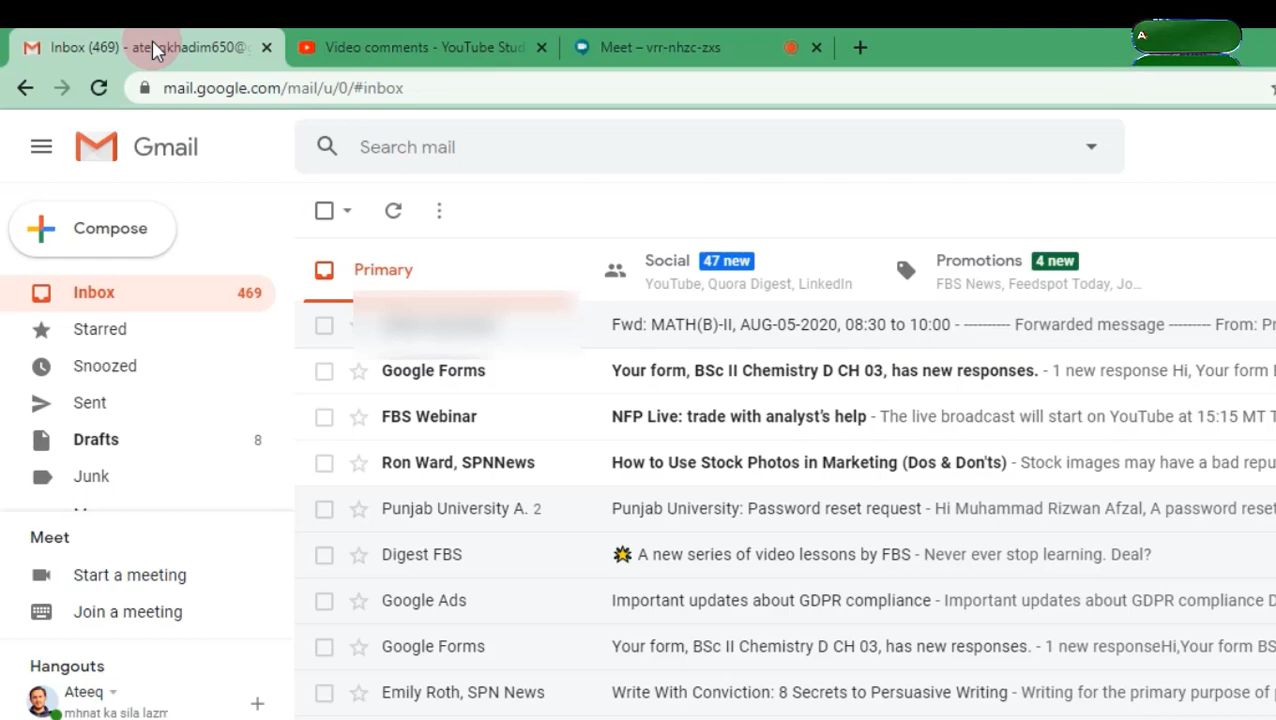 Inbox (469) - ate khadim650@g
Video comments - YouTube Stud
Meet – vrr-nhzc-zxs
A
mail.google.com/mail/u/0/#inbox
Gmail
Search mail
Compose
Primary
Social 47 new
YouTube, Quora Digest, LinkedIn
Promotions 4 new
FBS News, Feedspot Today, Jo...
Inbox 469
Starred
Snoozed
Sent
Drafts 8
Junk
Fwd: MATH(B)-II, AUG-05-2020, 08:30 to 10:00 - ---------- Forwarded message --------- From: Pr
Google Forms Your form, BSc II Chemistry D CH 03, has new responses. - 1 new response Hi, Your form
FBS Webinar NFP Live: trade with analyst's help - The live broadcast will start on YouTube at 15:15 MT
Ron Ward, SPNNews How to Use Stock Photos in Marketing (Dos & Don'ts) - Stock images may have a bad repu
Punjab University A. 2 Punjab University: Password reset request - Hi Muhammad Rizwan Afzal, A password reset
Digest FBS 💥 A new series of video lessons by FBS - Never ever stop learning. Deal?
Google Ads Important updates about GDPR compliance - Important updates about GDPR compliance D
Google Forms Your form, BSc II Chemistry D CH 03, has new responses. - 1 new responseHi,Your form BS
Emily Roth, SPN News Write With Conviction: 8 Secrets to Persuasive Writing - Writing for the primary purpose of
Meet
Start a meeting
Join a meeting
Hangouts
Ateeq
mhnat ka sila lazm